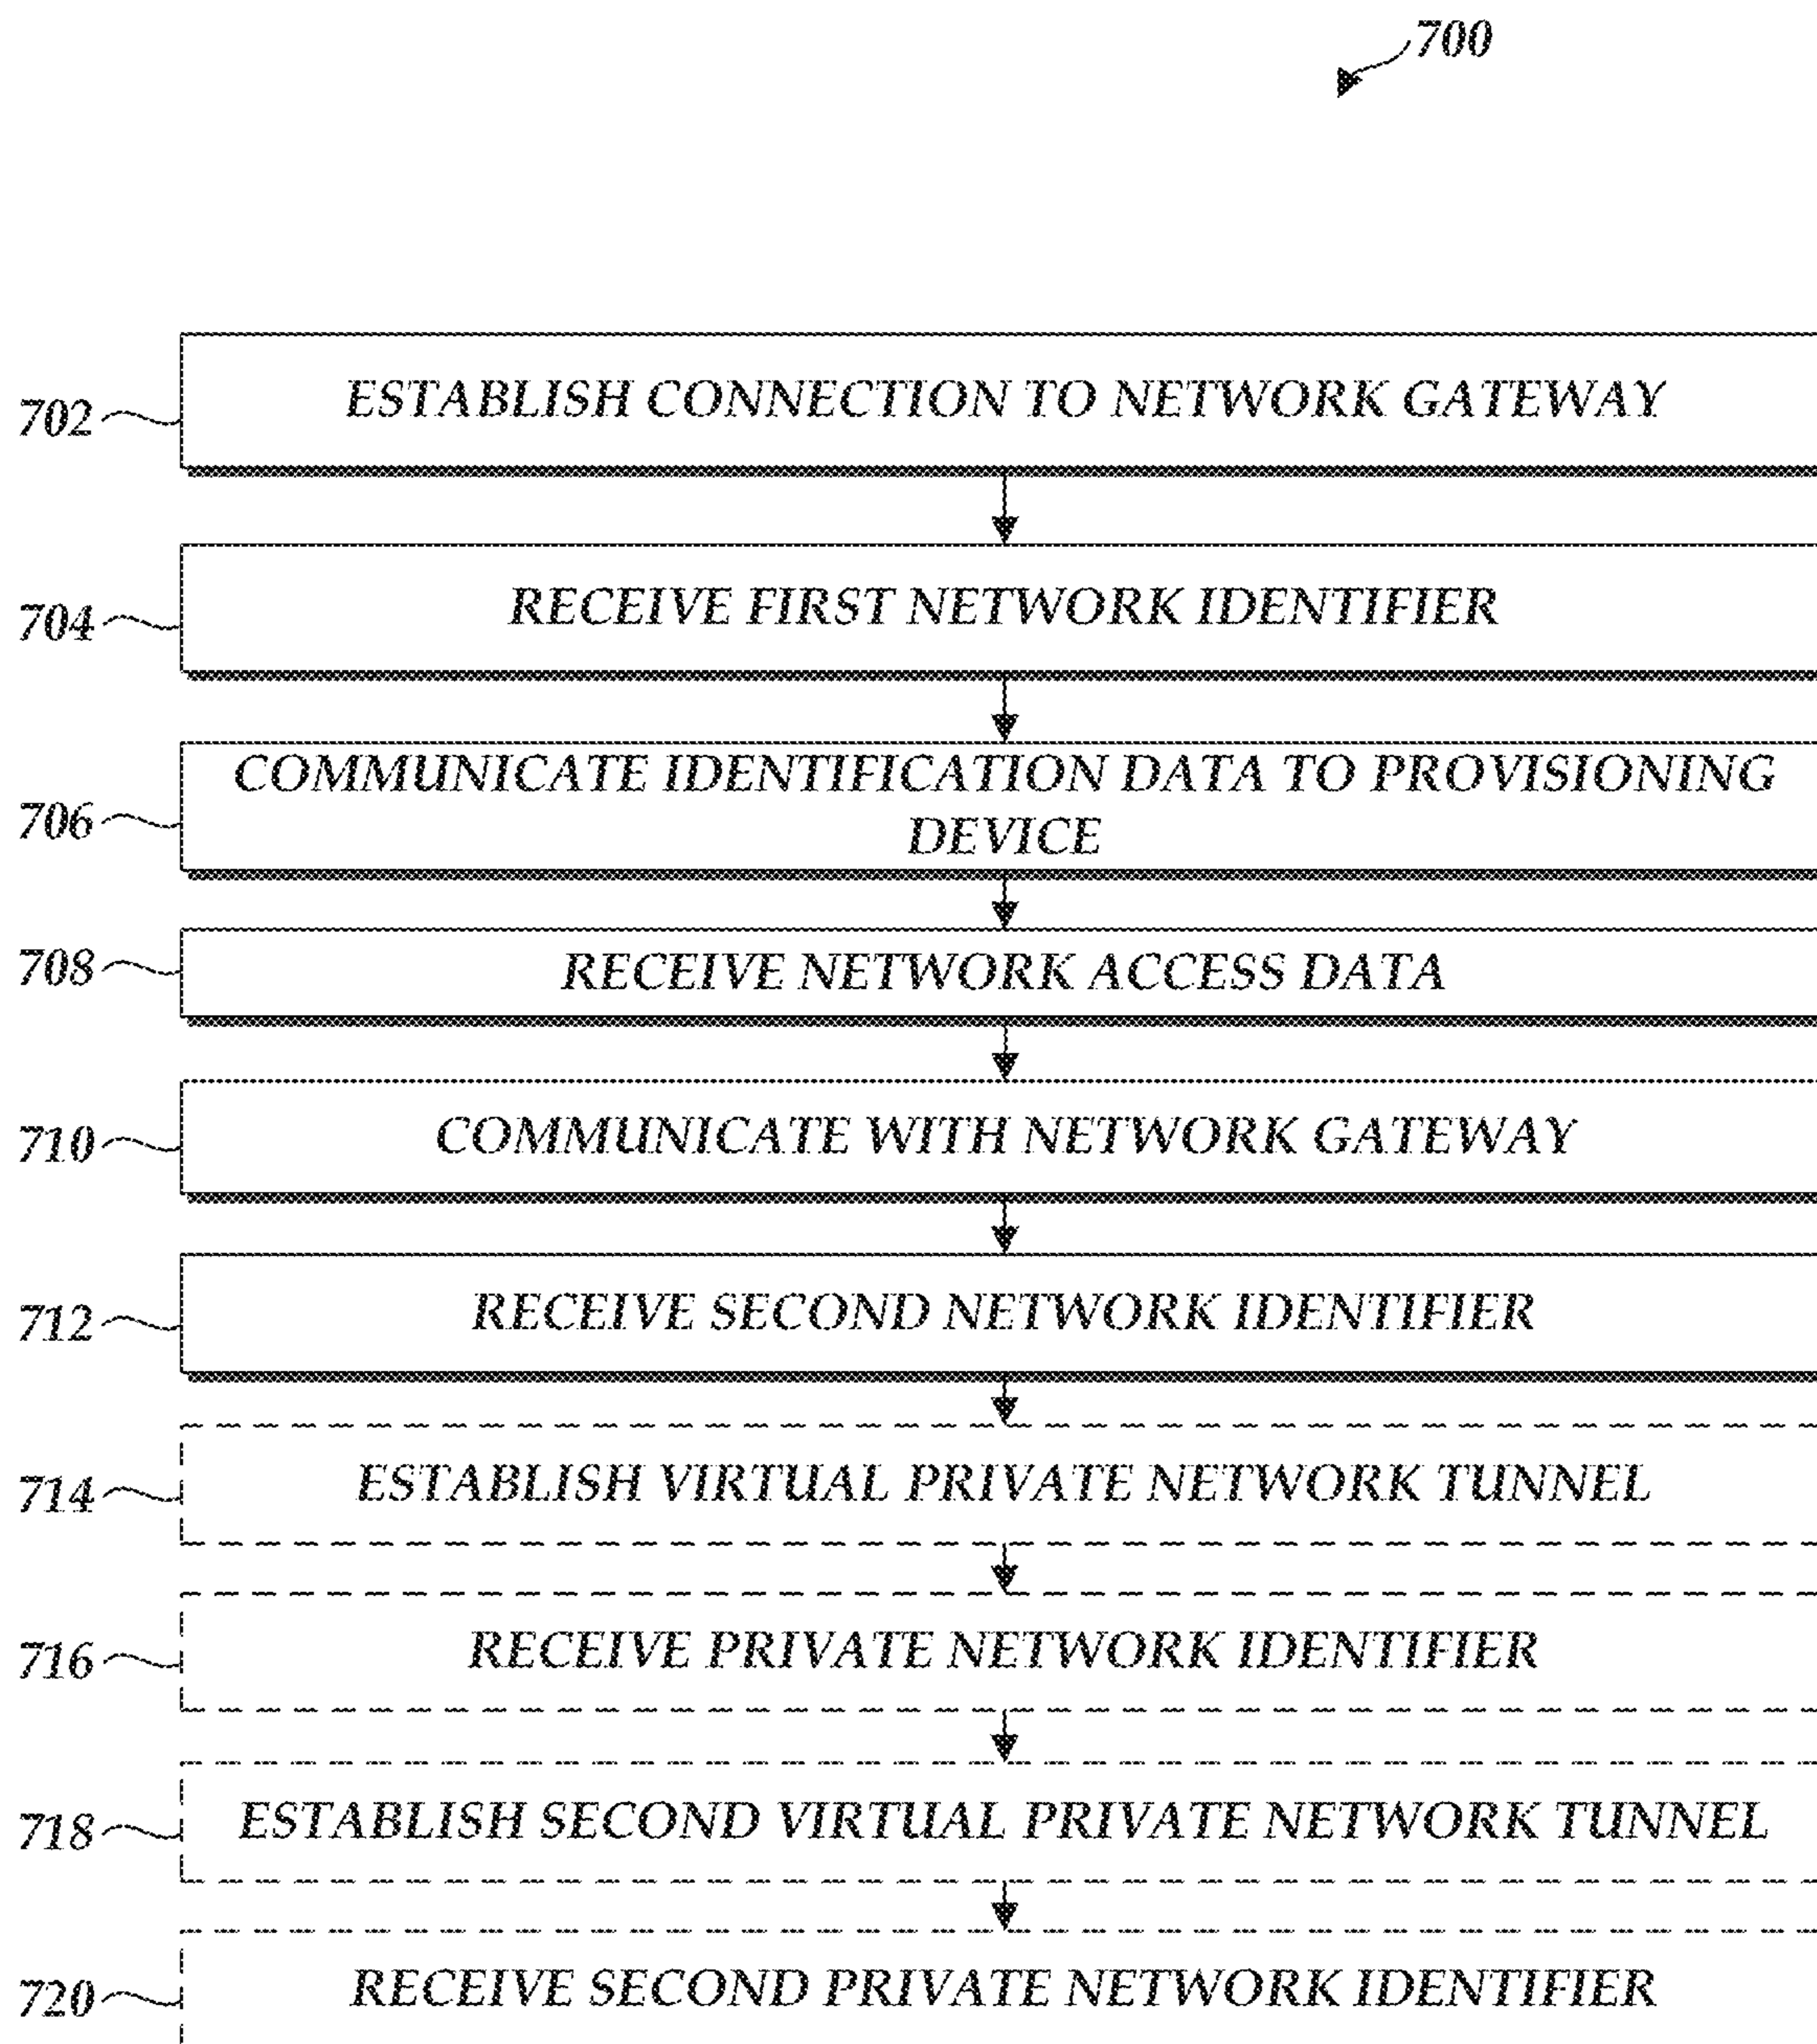 700
702 ESTABLISH CONNECTION TO NETWORK GATEWAY
704 RECEIVE FIRST NETWORK IDENTIFIER
706 COMMUNICATE IDENTIFICATION DATA TO PROVISIONING
DEVICE
708 RECEIVE NETWORK ACCESS DATA
710 COMMUNICATE WITH NETWORK GATEWAY
712 RECEIVE SECOND NETWORK IDENTIFIER
714 ESTABLISH VIRTUAL PRIVATE NETWORK TUNNEL
716 RECEIVE PRIVATE NETWORK IDENTIFIER
718 ESTABLISH SECOND VIRTUAL PRIVATE NETWORK TUNNEL
720 RECEIVE SECOND PRIVATE NETWORK IDENTIFIER